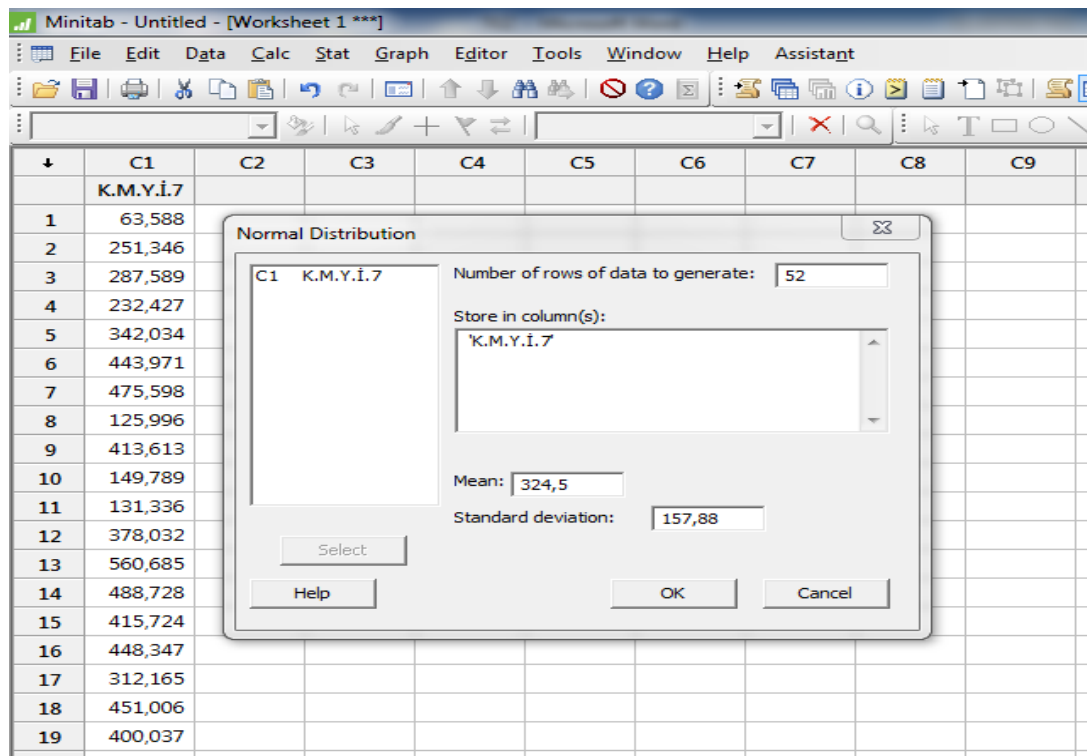 Minitab - Untitled - [Worksheet 1 ***]
File Edit Data Calc Stat Graph Editor Tools Window Help Assistant
↓ C1 C2 C3 C4 C5 C6 C7 C8 C9
K.M.Y.İ.7
1 63,588
2 251,346
3 287,589
4 232,427
5 342,034
6 443,971
7 475,598
8 125,996
9 413,613
10 149,789
11 131,336
12 378,032
13 560,685
14 488,728
15 415,724
16 448,347
17 312,165
18 451,006
19 400,037
Normal Distribution
C1 K.M.Y.İ.7
Number of rows of data to generate: 52
Store in column(s):
'K.M.Y.İ.7'
Mean: 324,5
Standard deviation: 157,88
Select
Help OK Cancel